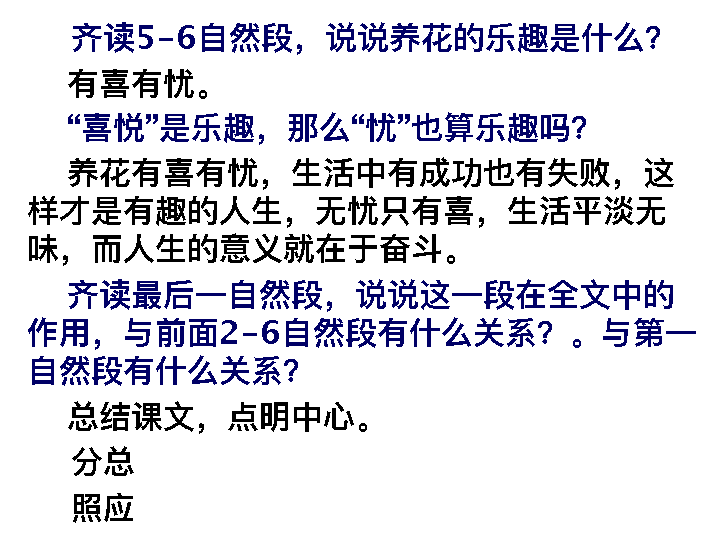 齐读5-6自然段，说说养花的乐趣是什么？
有喜有忧。
“喜悦”是乐趣，那么“忧”也算乐趣吗？
养花有喜有忧，生活中有成功也有失败，这
样才是有趣的人生，无忧只有喜，生活平淡无
味，而人生的意义就在于奋斗。
齐读最后一自然段，说说这一段在全文中的
作用，与前面2-6自然段有什么关系？。与第一
自然段有什么关系？
总结课文，点明中心。
分总
照应